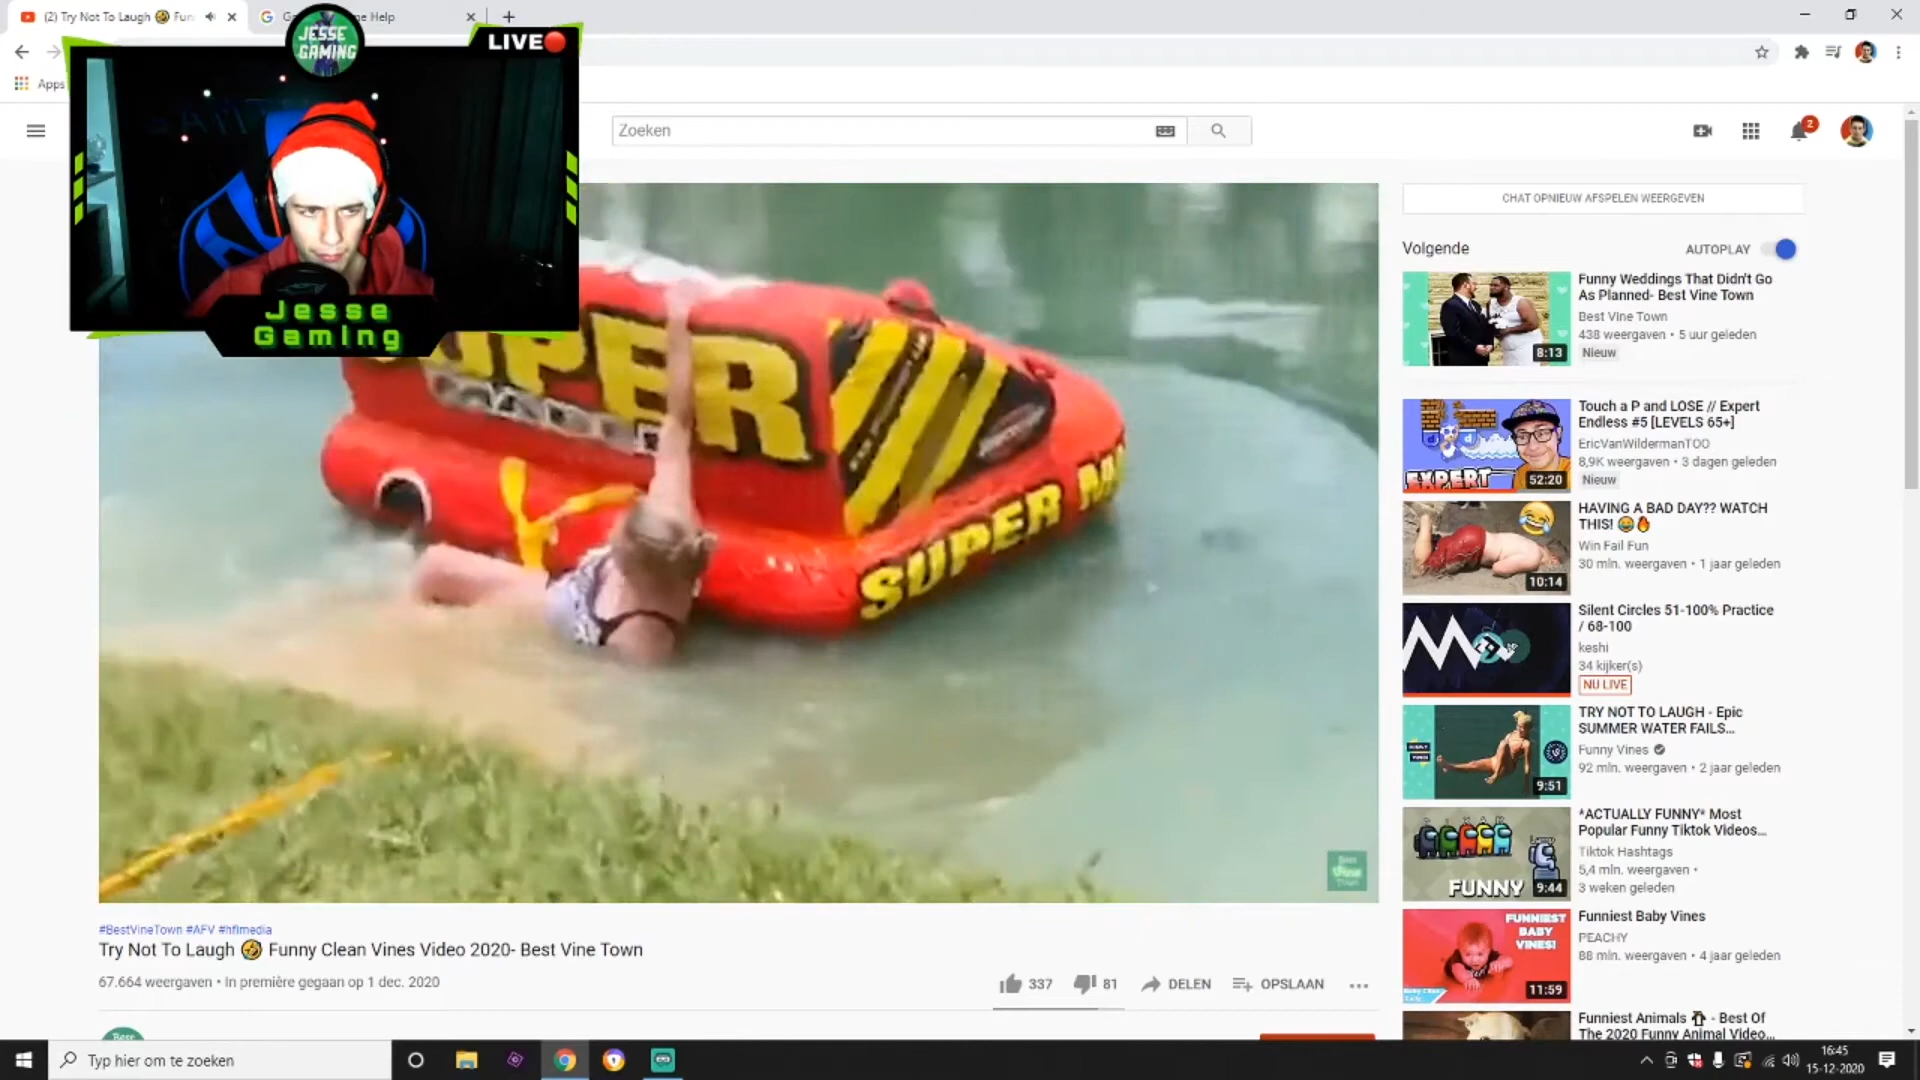 (2) Try Not To Laugh 🤣 Fun
Help
JESSE
GAMING
LIVE
Apps
Zoeken
2
Jesse
Gaming
SUPER
SUPER
CHAT OPNIEUW AFSPELEN WEERGEVEN
Volgende
AUTOPLAY
Funny Weddings That Didn't Go
As Planned- Best Vine Town
Best Vine Town
438 weergaven • 5 uur geleden
Nieuw
8:13
Touch a P and LOSE // Expert
Endless #5 [LEVELS 65+]
EricVanWildermanTOO
8,9K weergaven • 3 dagen geleden
Nieuw
EXPERT
52:20
HAVING A BAD DAY?? WATCH
THIS! 😂🔥
Win Fail Fun
30 mln. weergaven • 1 jaar geleden
10:14
Silent Circles 51-100% Practice
/ 68-100
keshi
34 kijker(s)
NU LIVE
TRY NOT TO LAUGH - Epic
SUMMER WATER FAILS...
Funny Vines
92 mln. weergaven • 2 jaar geleden
9:51
*ACTUALLY FUNNY* Most
Popular Funny Tiktok Videos...
Tiktok Hashtags
5,4 mln. weergaven •
3 weken geleden
FUNNY
9:44
Funniest Baby Vines
PEACHY
88 mln. weergaven • 4 jaar geleden
FUNNIEST
BABY
VINES!
11:59
Funniest Animals 🐧 - Best Of
The 2020 Funny Animal Video...
Best
Vine
Town
#BestVineTown #AFV #hflmedia
Try Not To Laugh 🤣 Funny Clean Vines Video 2020- Best Vine Town
67.664 weergaven • In première gegaan op 1 dec. 2020
337
81
DELEN
OPSLAAN
Typ hier om te zoeken
16:45
15-12-2020